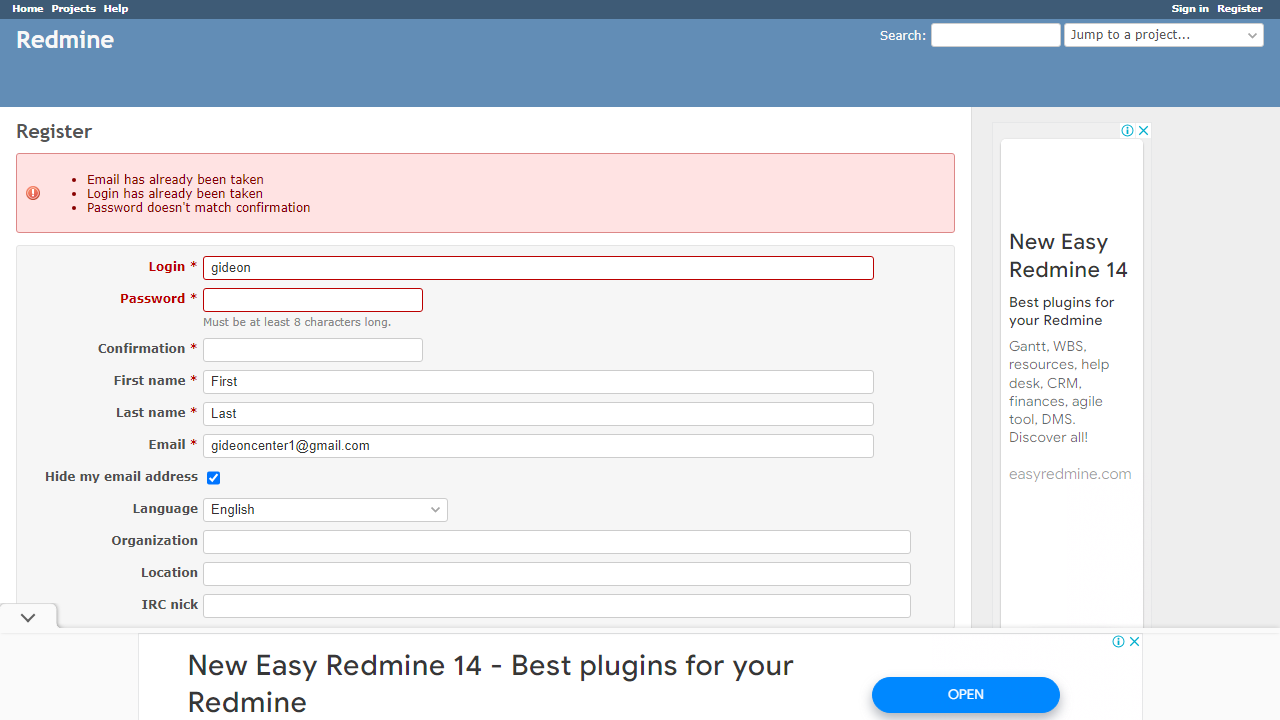 Home Projects Help
Sign in Register
Redmine
Search:
Jump to a project...
Register
Email has already been taken
Login has already been taken
Password doesn't match confirmation
Login * gideon
Password *
Must be at least 8 characters long.
Confirmation *
First name * First
Last name * Last
Email * gideoncenter1@gmail.com
Hide my email address
Language English
Organization
Location
IRC nick
New Easy
Redmine 14
Best plugins for
your Redmine
Gantt, WBS,
resources, help
desk, CRM,
finances, agile
tool, DMS.
Discover all!
easyredmine.com
New Easy Redmine 14 - Best plugins for your
Redmine
OPEN